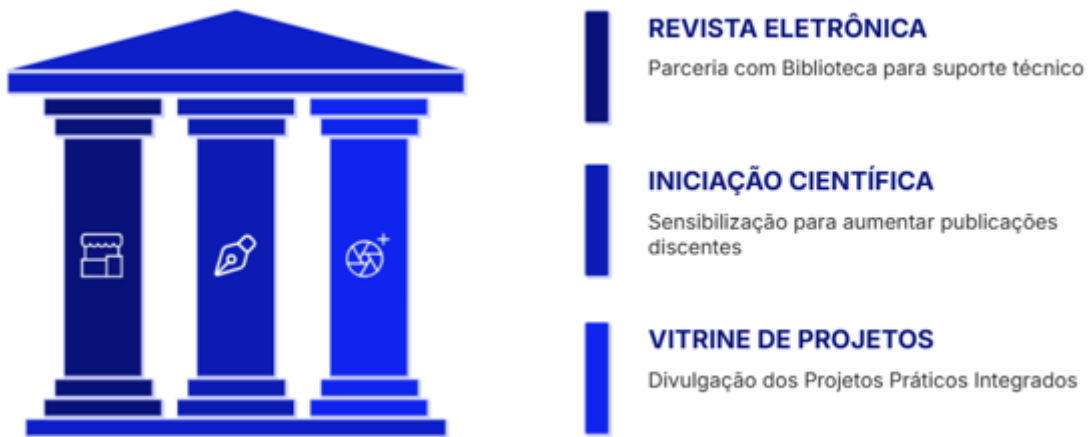 REVISTA ELETRÔNICA
Parceria com Biblioteca para suporte técnico
INICIAÇÃO CIENTÍFICA
Sensibilização para aumentar publicações
discentes
VITRINE DE PROJETOS
Divulgação dos Projetos Práticos Integrados